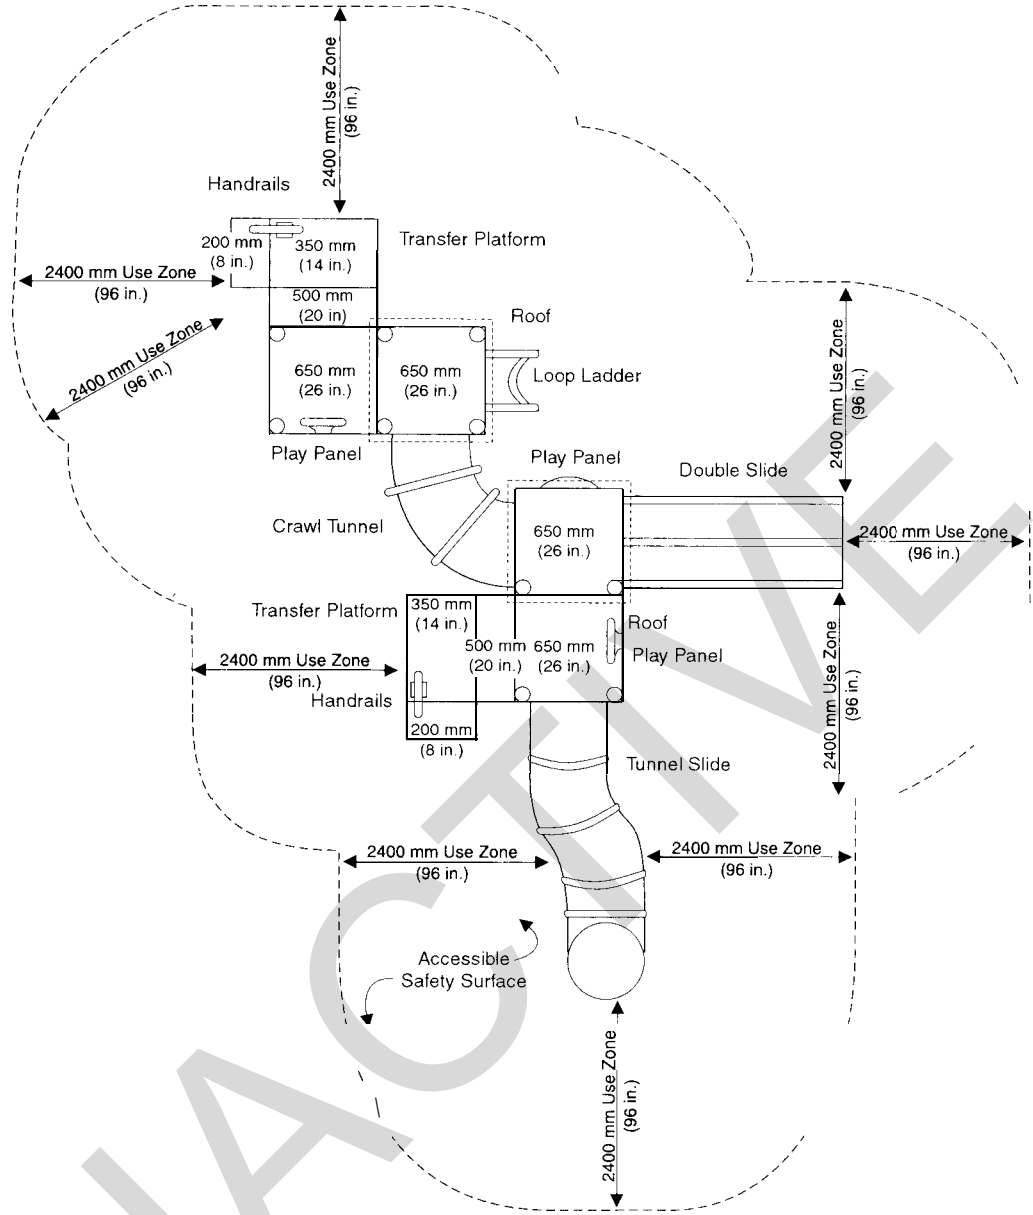 2400 mm Use Zone
(96 in.)
Handrails
200 mm
(8 in.)
350 mm
(14 in.)
Transfer Platform
2400 mm Use Zone
(96 in.)
500 mm
(20 in)
Roof
2400 mm Use Zone
(96 in.)
650 mm
(26 in.)
650 mm
(26 in.)
Loop Ladder
2400 mm Use Zone
(96 in.)
Play Panel
Play Panel
Double Slide
Crawl Tunnel
650 mm
(26 in.)
2400 mm Use Zone
(96 in.)
Transfer Platform
350 mm
(14 in.)
500 mm
(20 in.)
650 mm
(26 in.)
Roof
Play Panel
2400 mm Use Zone
(96 in.)
2400 mm Use Zone
(96 in.)
Handrails
200 mm
(8 in.)
Tunnel Slide
2400 mm Use Zone
(96 in.)
2400 mm Use Zone
(96 in.)
Accessible
Safety Surface
2400 mm Use Zone
(96 in.)
INACTIVE